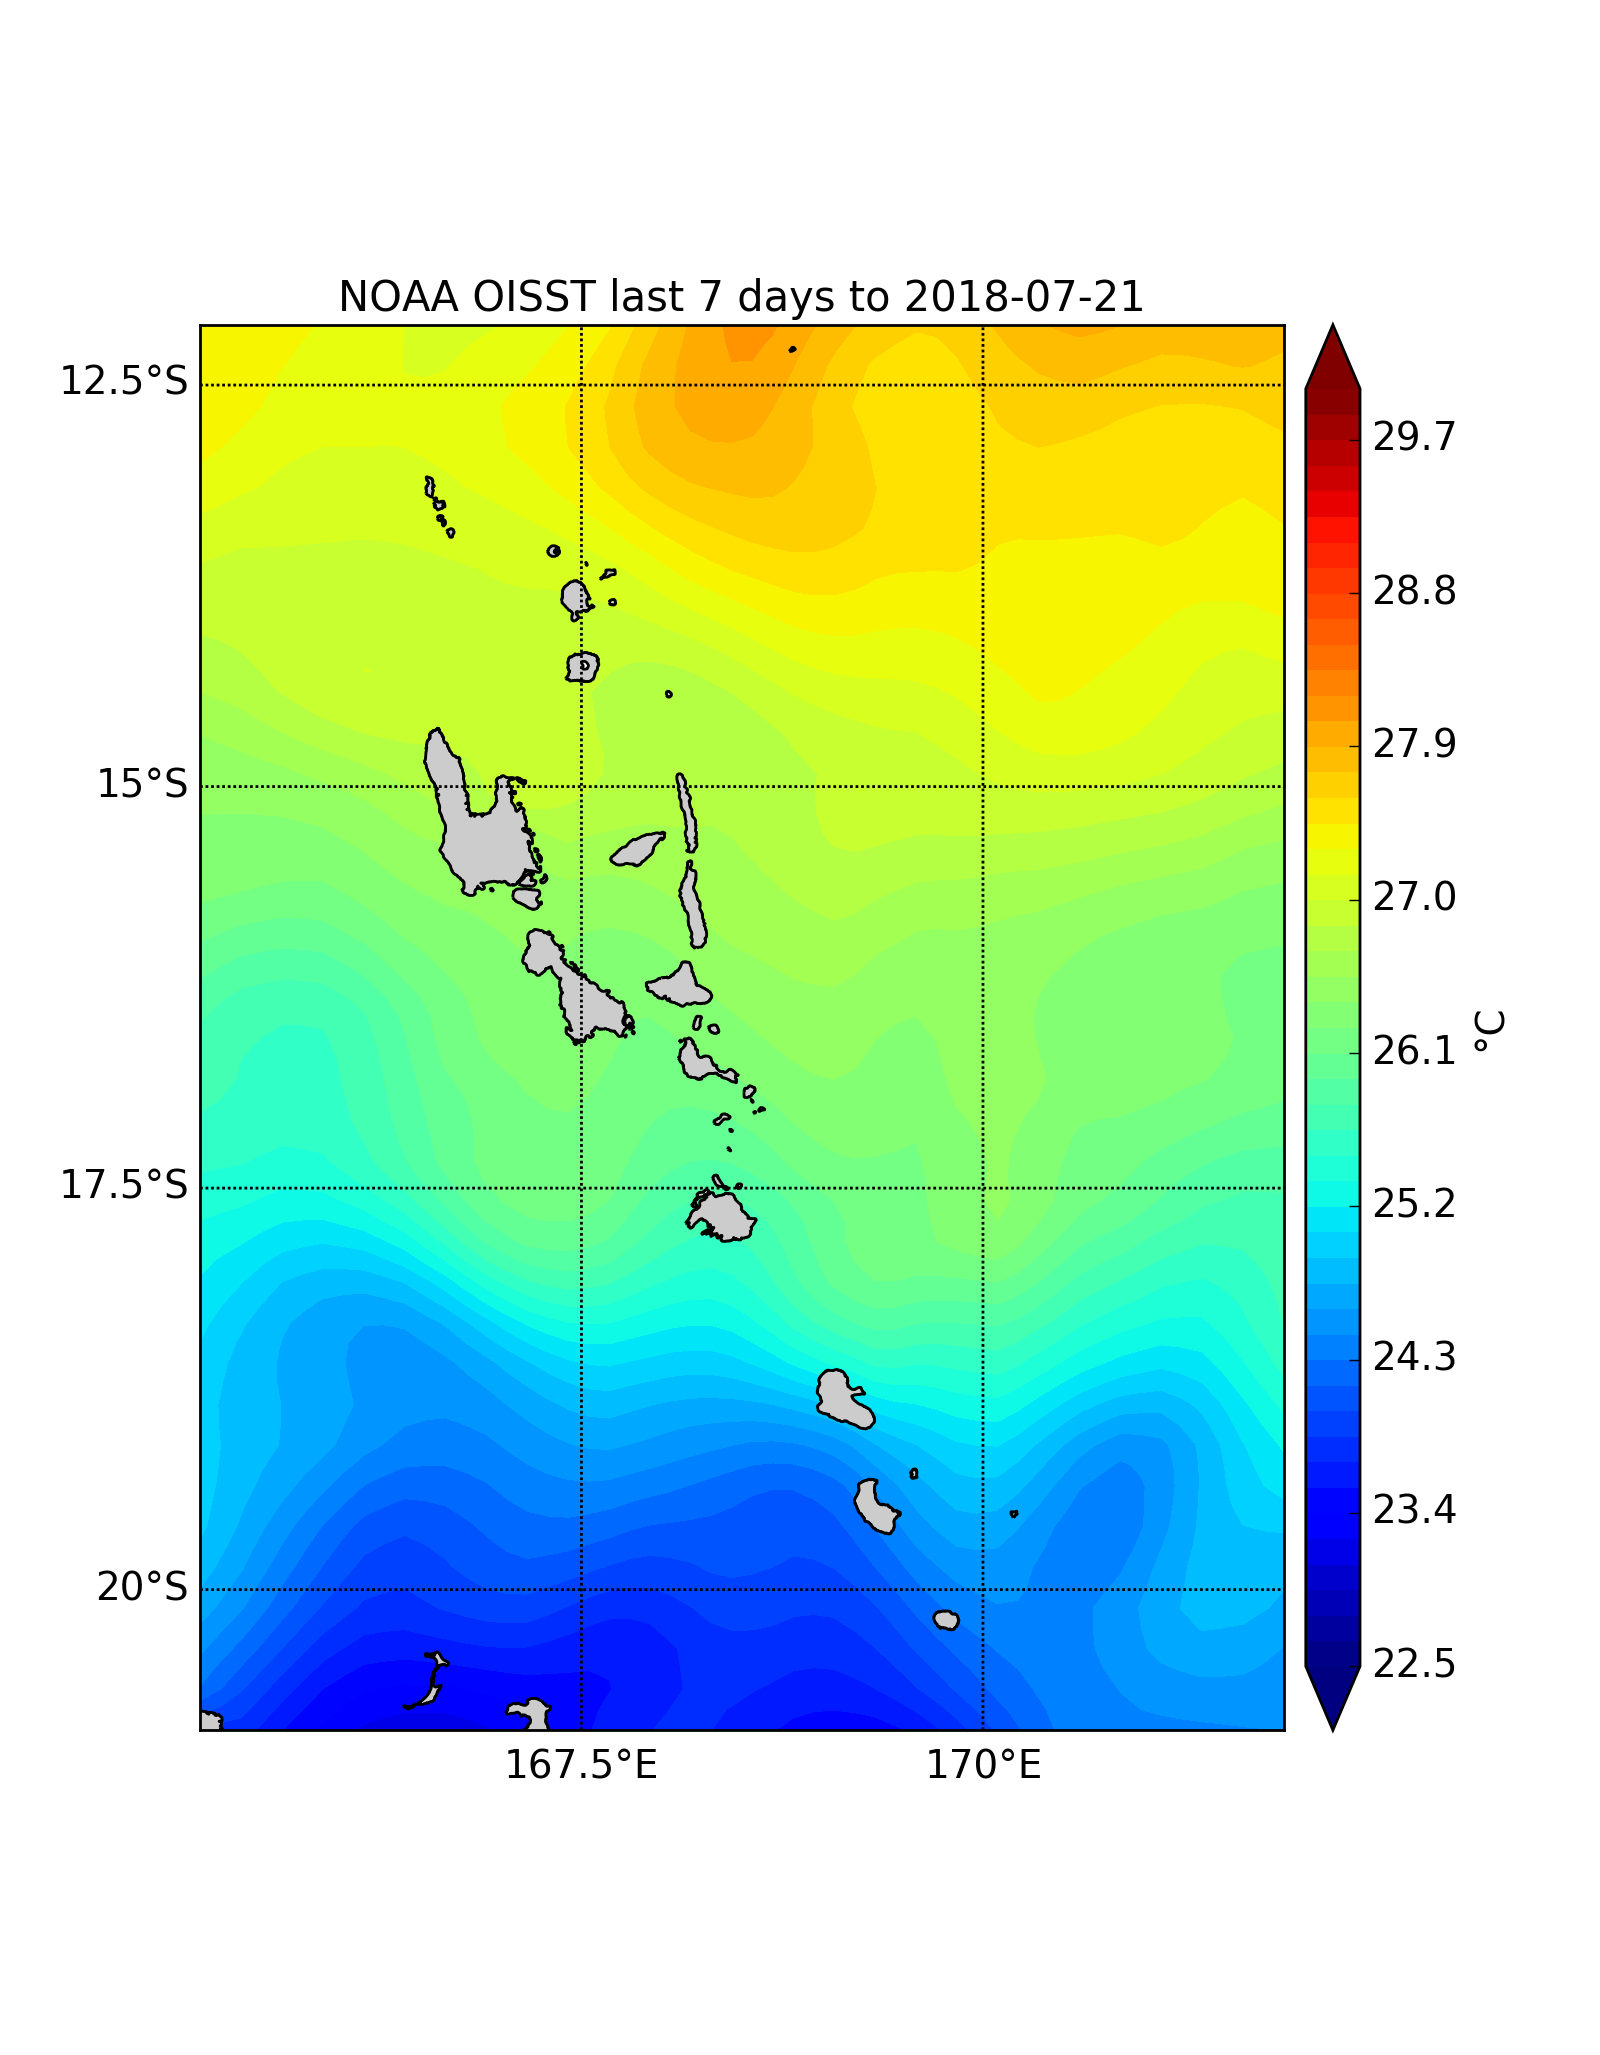 NOAA OISST last 7 days to 2018-07-21
12.5°S
15°S
17.5°S
20°S
167.5°E
170°E
29.7
28.8
27.9
27.0
26.1
25.2
24.3
23.4
22.5
°C